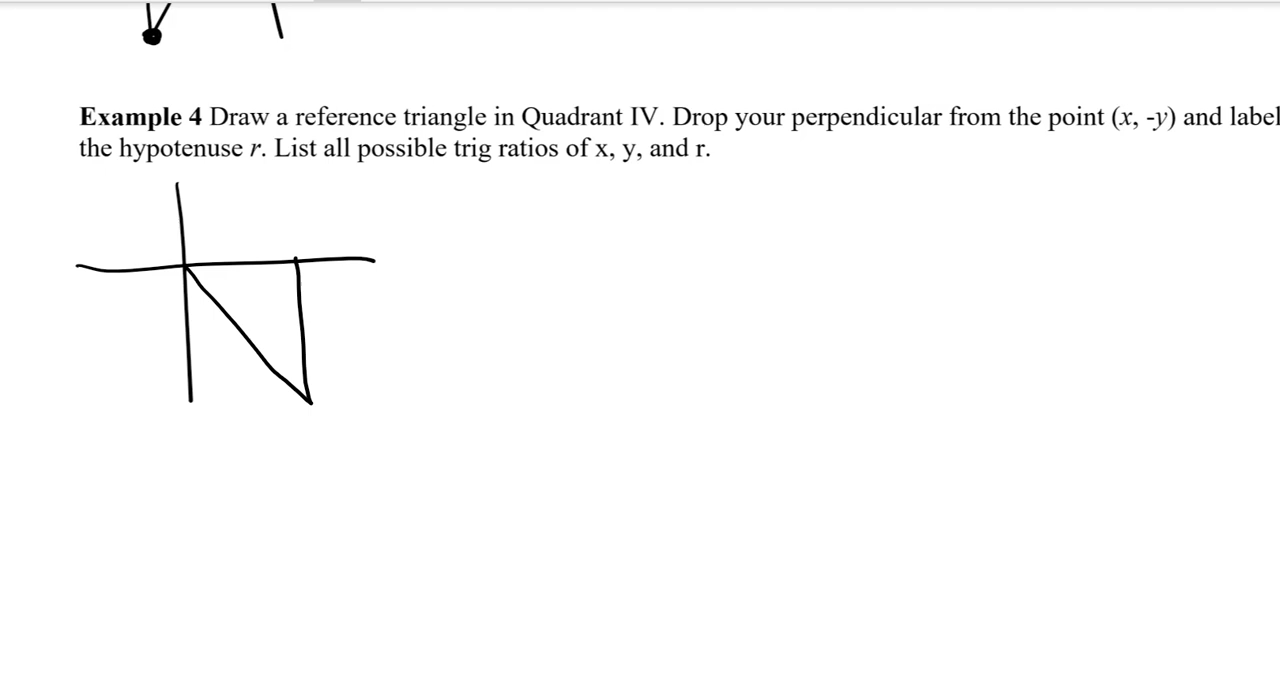 Example 4 Draw a reference triangle in Quadrant IV. Drop your perpendicular from the point (x, -y) and label
the hypotenuse r. List all possible trig ratios of x, y, and r.